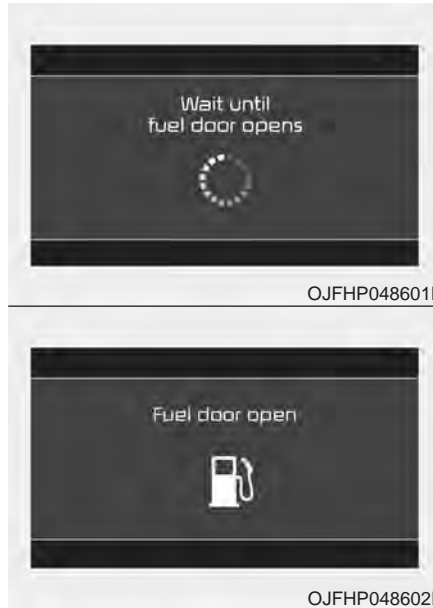 Wait until
fuel door opens
OJFHP048601
Fuel door open
OJFHP048602